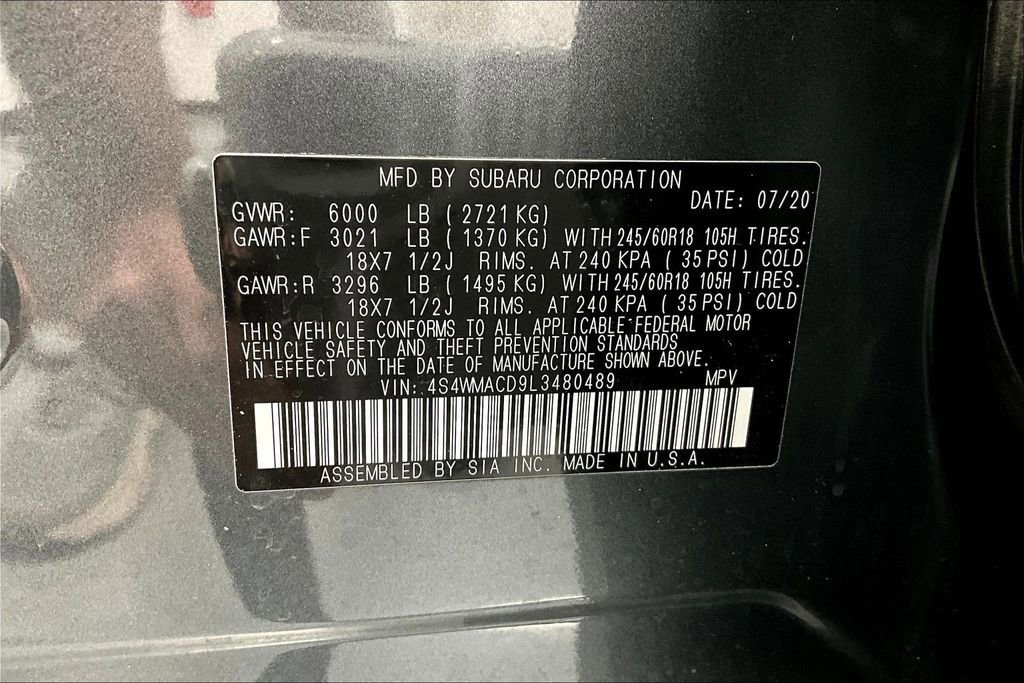 MFD BY SUBARU CORPORATION
DATE: 07/20
GVWR: 6000 LB ( 2721 KG)
GAWR:F 3021 LB ( 1370 KG) WITH 245/60R18 105H TIRES.
18X7 1/2J RIMS. AT 240 KPA ( 35 PSI) COLD
GAWR:R 3296 LB ( 1495 KG) WITH 245/60R18 105H TIRES.
18X7 1/2J RIMS. AT 240 KPA ( 35 PSI) COLD
THIS VEHICLE CONFORMS TO ALL APPLICABLE FEDERAL MOTOR
VEHICLE SAFETY AND THEFT PREVENTION STANDARDS
IN EFFECT ON THE DATE OF MANUFACTURE SHOWN ABOVE.
VIN: 4S4WMACD9L3480489 MPV
ASSEMBLED BY SIA INC. MADE IN U.S.A.